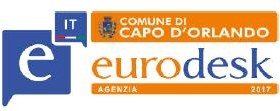 IT
COMUNE DI
CAPO D'ORLANDO
eurodesk
AGENZIA 2017